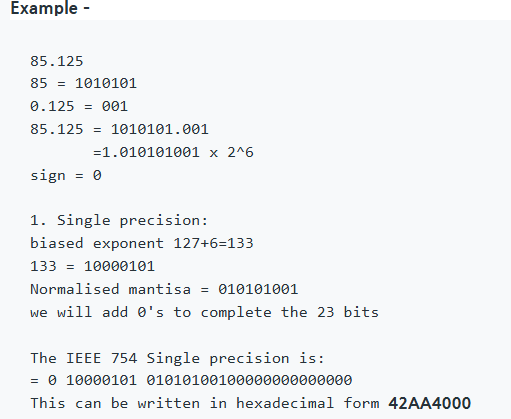 Example -
85.125
85 = 1010101
0.125 = 001
85.125 = 1010101.001
=1.010101001 x 2^6
sign = 0
1. Single precision:
biased exponent 127+6=133
133 = 10000101
Normalised mantisa = 010101001
we will add 0's to complete the 23 bits
The IEEE 754 Single precision is:
= 0 10000101 01010100100000000000000
This can be written in hexadecimal form 42AA4000